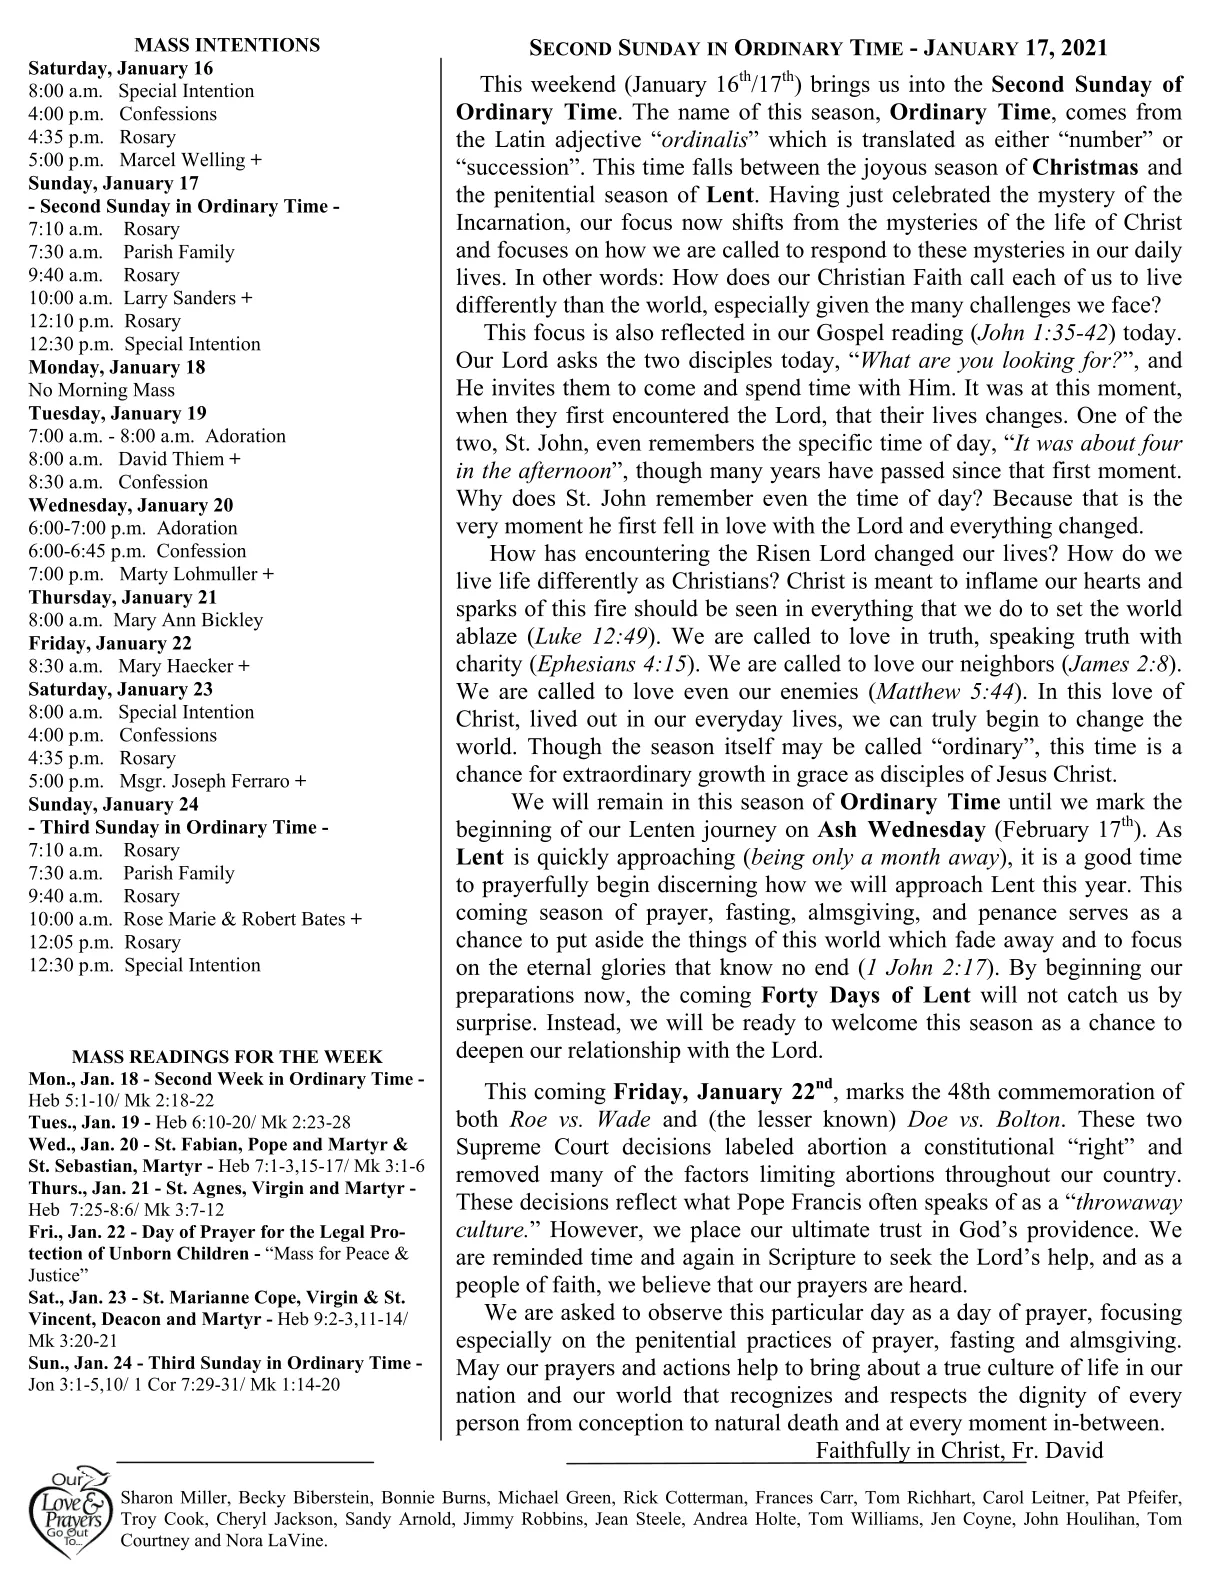 MASS INTENTIONS
Saturday, January 16
8:00 a.m. Special Intention
4:00 p.m. Confessions
4:35 p.m. Rosary
5:00 p.m. Marcel Welling +
Sunday, January 17
- Second Sunday in Ordinary Time -
7:10 a.m. Rosary
7:30 a.m. Parish Family
9:40 a.m. Rosary
10:00 a.m. Larry Sanders +
12:10 p.m. Rosary
12:30 p.m. Special Intention
Monday, January 18
No Morning Mass
Tuesday, January 19
7:00 a.m. - 8:00 a.m. Adoration
8:00 a.m. David Thiem +
8:30 a.m. Confession
Wednesday, January 20
6:00-7:00 p.m. Adoration
6:00-6:45 p.m. Confession
7:00 p.m. Marty Lohmuller +
Thursday, January 21
8:00 a.m. Mary Ann Bickley
Friday, January 22
8:30 a.m. Mary Haecker +
Saturday, January 23
8:00 a.m. Special Intention
4:00 p.m. Confessions
4:35 p.m. Rosary
5:00 p.m. Msgr. Joseph Ferraro +
Sunday, January 24
- Third Sunday in Ordinary Time -
7:10 a.m. Rosary
7:30 a.m. Parish Family
9:40 a.m. Rosary
10:00 a.m. Rose Marie & Robert Bates +
12:05 p.m. Rosary
12:30 p.m. Special Intention
MASS READINGS FOR THE WEEK
Mon., Jan. 18 - Second Week in Ordinary Time -
Heb 5:1-10/ Mk 2:18-22
Tues., Jan. 19 - Heb 6:10-20/ Mk 2:23-28
Wed., Jan. 20 - St. Fabian, Pope and Martyr &
St. Sebastian, Martyr - Heb 7:1-3,15-17/ Mk 3:1-6
Thurs., Jan. 21 - St. Agnes, Virgin and Martyr -
Heb 7:25-8:6/ Mk 3:7-12
Fri., Jan. 22 - Day of Prayer for the Legal Pro-
tection of Unborn Children - “Mass for Peace &
Justice”
Sat., Jan. 23 - St. Marianne Cope, Virgin & St.
Vincent, Deacon and Martyr - Heb 9:2-3,11-14/
Mk 3:20-21
Sun., Jan. 24 - Third Sunday in Ordinary Time -
Jon 3:1-5,10/ 1 Cor 7:29-31/ Mk 1:14-20
SECOND SUNDAY IN ORDINARY TIME - JANUARY 17, 2021
This weekend (January 16th/17th) brings us into the Second Sunday of
Ordinary Time. The name of this season, Ordinary Time, comes from
the Latin adjective “ordinalis” which is translated as either “number” or
“succession”. This time falls between the joyous season of Christmas and
the penitential season of Lent. Having just celebrated the mystery of the
Incarnation, our focus now shifts from the mysteries of the life of Christ
and focuses on how we are called to respond to these mysteries in our daily
lives. In other words: How does our Christian Faith call each of us to live
differently than the world, especially given the many challenges we face?
This focus is also reflected in our Gospel reading (John 1:35-42) today.
Our Lord asks the two disciples today, “What are you looking for?”, and
He invites them to come and spend time with Him. It was at this moment,
when they first encountered the Lord, that their lives changes. One of the
two, St. John, even remembers the specific time of day, “It was about four
in the afternoon”, though many years have passed since that first moment.
Why does St. John remember even the time of day? Because that is the
very moment he first fell in love with the Lord and everything changed.
How has encountering the Risen Lord changed our lives? How do we
live life differently as Christians? Christ is meant to inflame our hearts and
sparks of this fire should be seen in everything that we do to set the world
ablaze (Luke 12:49). We are called to love in truth, speaking truth with
charity (Ephesians 4:15). We are called to love our neighbors (James 2:8).
We are called to love even our enemies (Matthew 5:44). In this love of
Christ, lived out in our everyday lives, we can truly begin to change the
world. Though the season itself may be called “ordinary”, this time is a
chance for extraordinary growth in grace as disciples of Jesus Christ.
We will remain in this season of Ordinary Time until we mark the
beginning of our Lenten journey on Ash Wednesday (February 17th). As
Lent is quickly approaching (being only a month away), it is a good time
to prayerfully begin discerning how we will approach Lent this year. This
coming season of prayer, fasting, almsgiving, and penance serves as a
chance to put aside the things of this world which fade away and to focus
on the eternal glories that know no end (1 John 2:17). By beginning our
preparations now, the coming Forty Days of Lent will not catch us by
surprise. Instead, we will be ready to welcome this season as a chance to
deepen our relationship with the Lord.
This coming Friday, January 22nd, marks the 48th commemoration of
both Roe vs. Wade and (the lesser known) Doe vs. Bolton. These two
Supreme Court decisions labeled abortion a constitutional “right” and
removed many of the factors limiting abortions throughout our country.
These decisions reflect what Pope Francis often speaks of as a “throwaway
culture.” However, we place our ultimate trust in God’s providence. We
are reminded time and again in Scripture to seek the Lord’s help, and as a
people of faith, we believe that our prayers are heard.
We are asked to observe this particular day as a day of prayer, focusing
especially on the penitential practices of prayer, fasting and almsgiving.
May our prayers and actions help to bring about a true culture of life in our
nation and our world that recognizes and respects the dignity of every
person from conception to natural death and at every moment in-between.
Faithfully in Christ, Fr. David
Our
Love &
Prayers
Go Out
To...
Sharon Miller, Becky Biberstein, Bonnie Burns, Michael Green, Rick Cotterman, Frances Carr, Tom Richhart, Carol Leitner, Pat Pfeifer,
Troy Cook, Cheryl Jackson, Sandy Arnold, Jimmy Robbins, Jean Steele, Andrea Holte, Tom Williams, Jen Coyne, John Houlihan, Tom
Courtney and Nora LaVine.